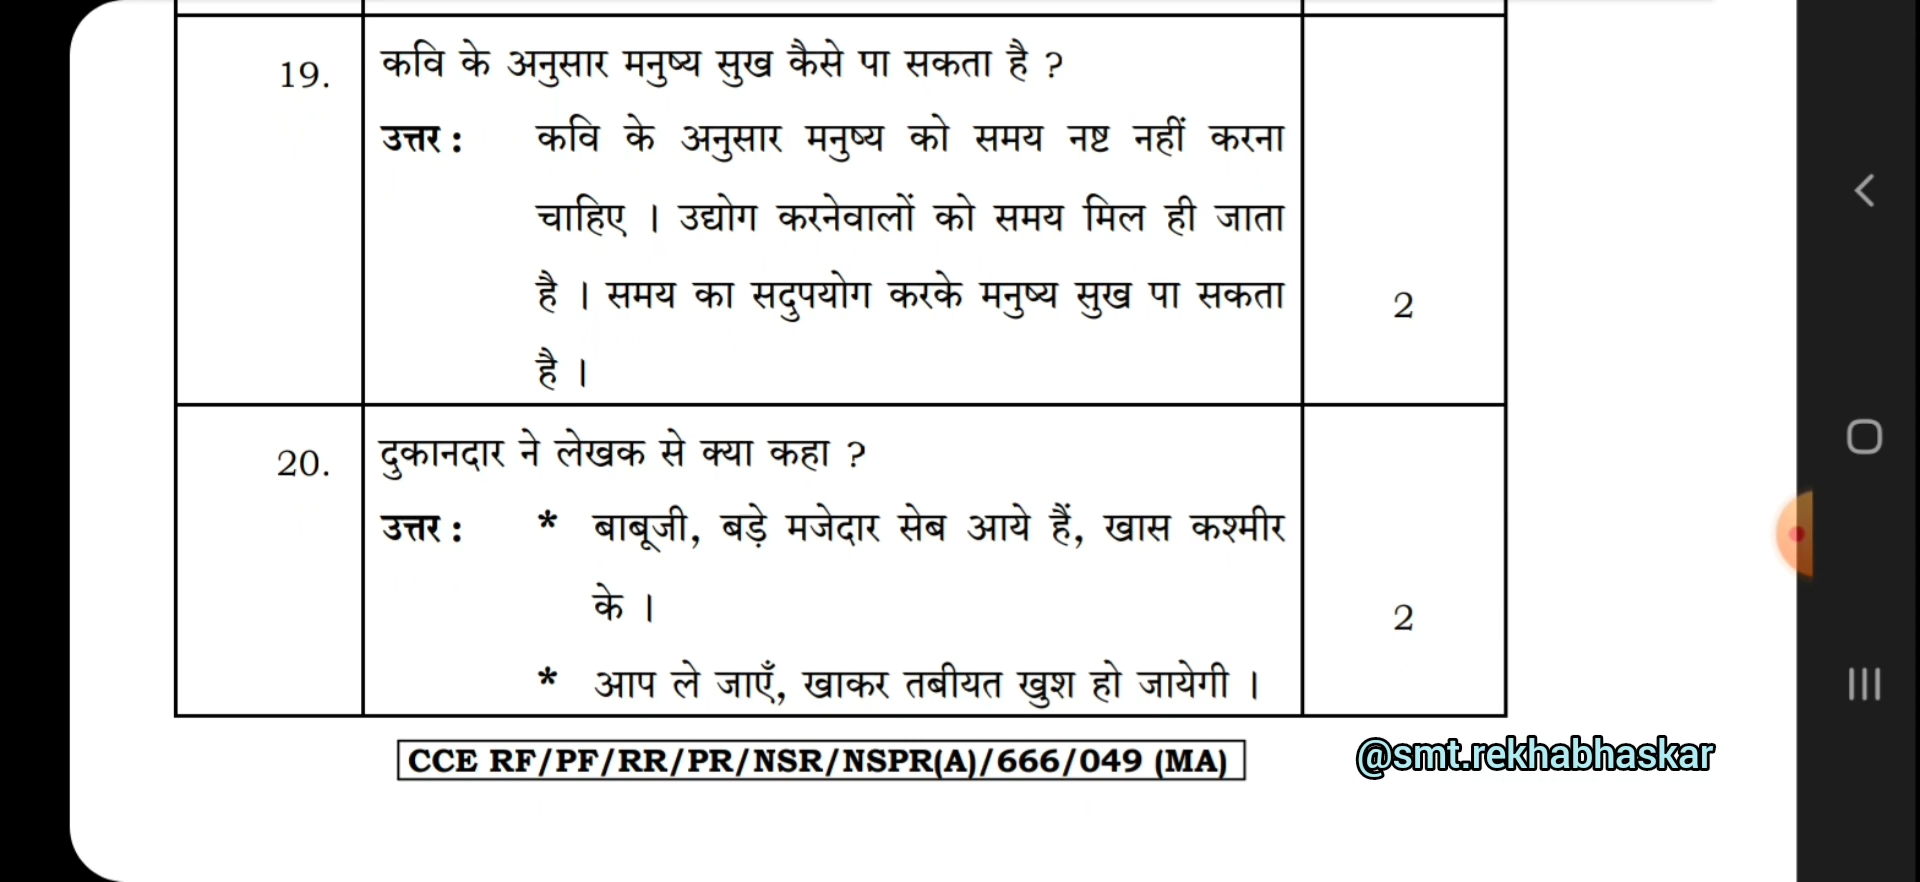 19. कवि के अनुसार मनुष्य सुख कैसे पा सकता है ?
उत्तर : कवि के अनुसार मनुष्य को समय नष्ट नहीं करना
चाहिए । उद्योग करनेवालों को समय मिल ही जाता
है । समय का सदुपयोग करके मनुष्य सुख पा सकता 2
है ।
20. दुकानदार ने लेखक से क्या कहा ?
उत्तर : * बाबूजी, बड़े मजेदार सेब आये हैं, खास कश्मीर
के । 2
* आप ले जाएँ, खाकर तबीयत खुश हो जायेगी ।
CCE RF/PF/RR/PR/NSR/NSPR(A)/666/049 (MA)
@smt.rekhabhaskar